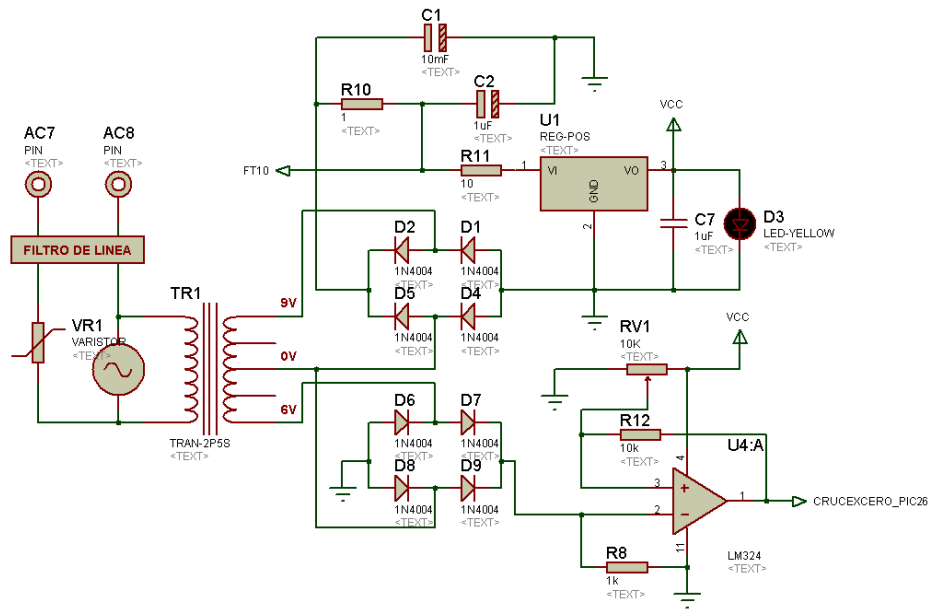 C1
10mF
<TEXT>
R10
1
<TEXT>
C2
1uF
<TEXT>
U1
REG-POS
<TEXT>
VCC
AC7
PIN
<TEXT>
AC8
PIN
<TEXT>
FT10
R11
10
<TEXT>
1
VI
VO
3
GND
2
C7
1uF
<TEXT>
D3
LED-YELLOW
<TEXT>
FILTRO DE LINEA
D2
1N4004
<TEXT>
D1
1N4004
<TEXT>
TR1
9V
0V
6V
TRAN-2P5S
<TEXT>
D5
1N4004
<TEXT>
D4
1N4004
<TEXT>
VR1
VARISTOR
<TEXT>
RV1
10K
<TEXT>
VCC
D6
1N4004
<TEXT>
D7
1N4004
<TEXT>
D8
1N4004
<TEXT>
D9
1N4004
<TEXT>
R12
10k
<TEXT>
U4:A
4
3
2
1
11
CRUCEXCERO_PIC26
LM324
<TEXT>
R8
1k
<TEXT>